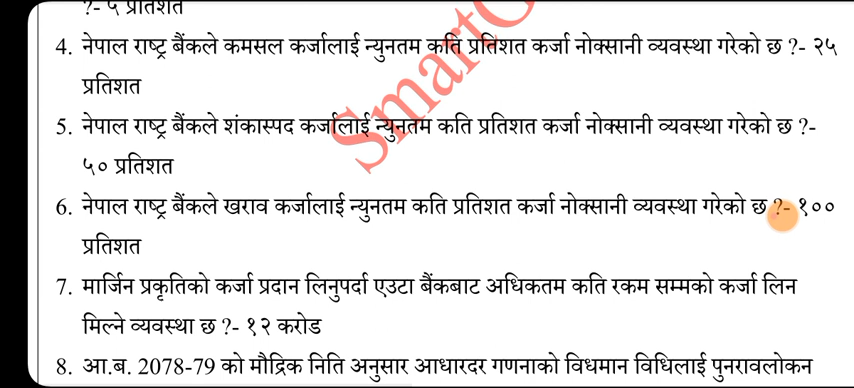 ?- ५ प्रतिशत
4. नेपाल राष्ट्र बैंकले कमसल कर्जालाई न्युनतम कति प्रतिशत कर्जा नोक्सानी व्यवस्था गरेको छ ?- २५
प्रतिशत
5. नेपाल राष्ट्र बैंकले शंकास्पद कर्जालाई न्युनतम कति प्रतिशत कर्जा नोक्सानी व्यवस्था गरेको छ ?-
५० प्रतिशत
6. नेपाल राष्ट्र बैंकले खराव कर्जालाई न्युनतम कति प्रतिशत कर्जा नोक्सानी व्यवस्था गरेको छ ?- १००
प्रतिशत
7. मार्जिन प्रकृतिको कर्जा प्रदान लिनुपर्दा एउटा बैंकबाट अधिकतम कति रकम सम्मको कर्जा लिन
मिल्ने व्यवस्था छ ?- १२ करोड
8. आ.ब. 2078-79 को मौद्रिक निति अनुसार आधारदर गणनाको विधमान विधिलाई पुनरावलोकन
Smart